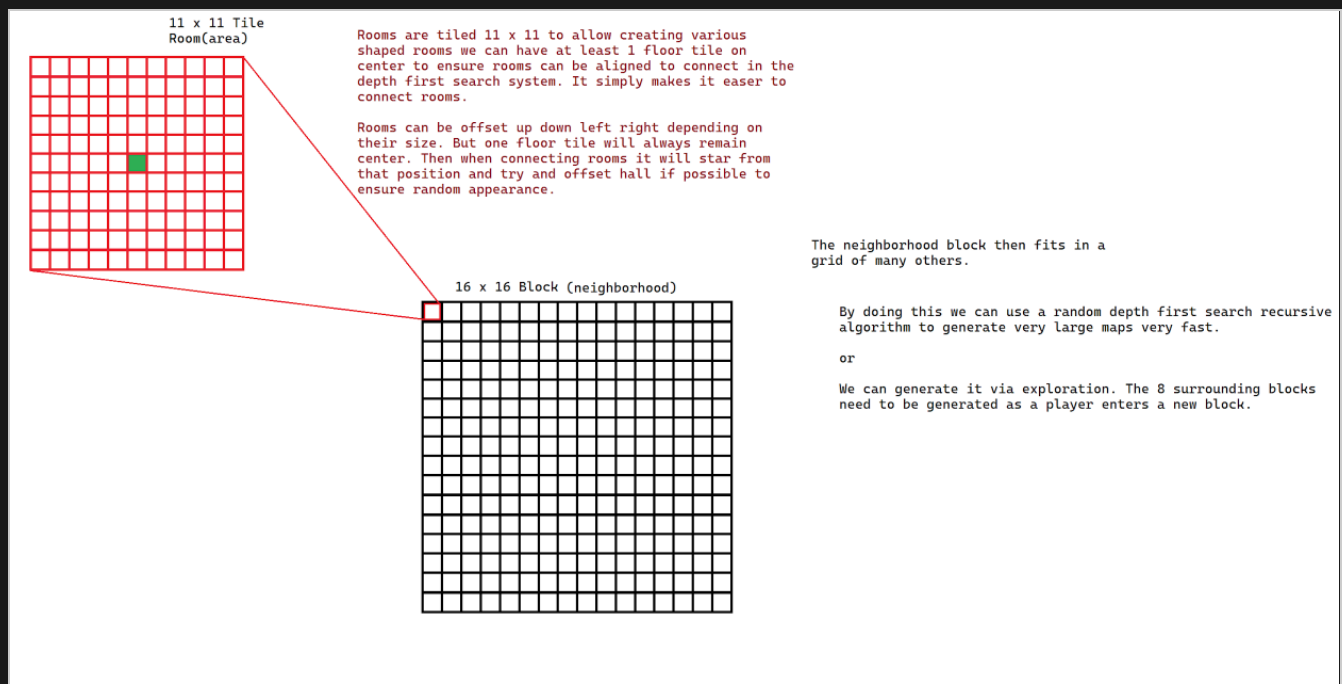 11 x 11 Tile
Room(area)
Rooms are tiled 11 x 11 to allow creating various
shaped rooms we can have at least 1 floor tile on
center to ensure rooms can be aligned to connect in the
depth first search system. It simply makes it easer to
connect rooms.
Rooms can be offset up down left right depending on
their size. But one floor tile will always remain
center. Then when connecting rooms it will star from
that position and try and offset hall if possible to
ensure random appearance.
The neighborhood block then fits in a
grid of many others.
16 x 16 Block (neighborhood)
By doing this we can use a random depth first search recursive
algorithm to generate very large maps very fast.
or
We can generate it via exploration. The 8 surrounding blocks
need to be generated as a player enters a new block.